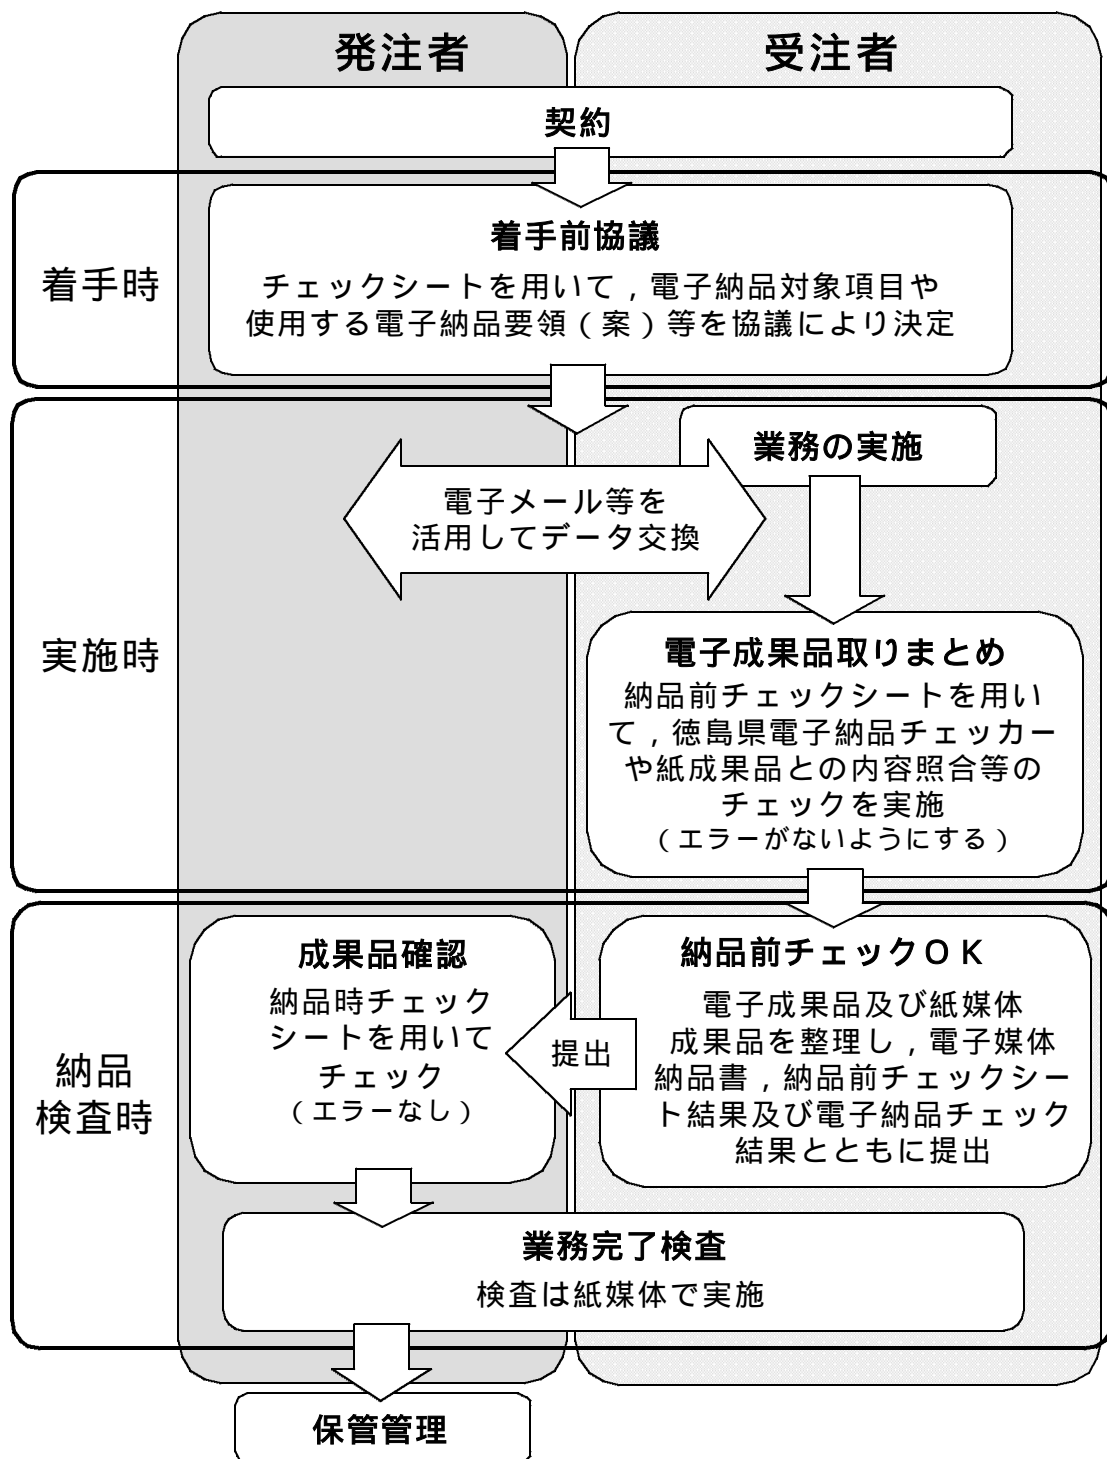 発注者
受注者
契約
着手時
着手前協議
チェックシートを用いて，電子納品対象項目や
使用する電子納品要領（案）等を協議により決定
実施時
業務の実施
電子メール等を
活用してデータ交換
電子成果品取りまとめ
納品前チェックシートを用い
て，徳島県電子納品チェッカー
や紙成果品との内容照合等の
チェックを実施
（エラーがないようにする）
納品
検査時
成果品確認
納品時チェック
シートを用いて
チェック
（エラーなし）
提出
納品前チェックＯＫ
電子成果品及び紙媒体
成果品を整理し，電子媒体
納品書，納品前チェックシー
ト結果及び電子納品チェック
結果とともに提出
業務完了検査
検査は紙媒体で実施
保管管理